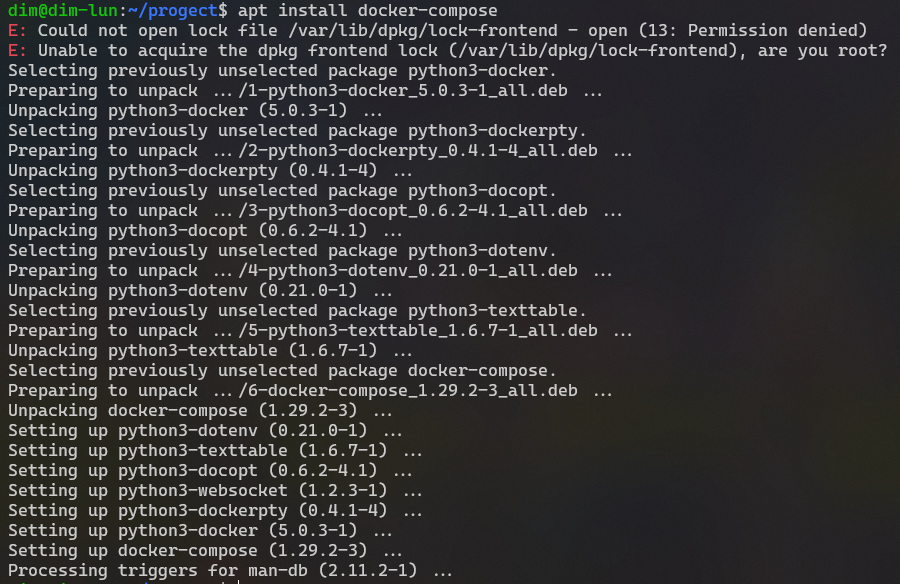 dim@dim-lun:~/progect$ apt install docker-compose
E: Could not open lock file /var/lib/dpkg/lock-frontend - open (13: Permission denied)
E: Unable to acquire the dpkg frontend lock (/var/lib/dpkg/lock-frontend), are you root?
Selecting previously unselected package python3-docker.
Preparing to unpack .../1-python3-docker_5.0.3-1_all.deb ...
Unpacking python3-docker (5.0.3-1) ...
Selecting previously unselected package python3-dockerpty.
Preparing to unpack .../2-python3-dockerpty_0.4.1-4_all.deb ...
Unpacking python3-dockerpty (0.4.1-4) ...
Selecting previously unselected package python3-docopt.
Preparing to unpack .../3-python3-docopt_0.6.2-4.1_all.deb ...
Unpacking python3-docopt (0.6.2-4.1) ...
Selecting previously unselected package python3-dotenv.
Preparing to unpack .../4-python3-dotenv_0.21.0-1_all.deb ...
Unpacking python3-dotenv (0.21.0-1) ...
Selecting previously unselected package python3-texttable.
Preparing to unpack .../5-python3-texttable_1.6.7-1_all.deb ...
Unpacking python3-texttable (1.6.7-1) ...
Selecting previously unselected package docker-compose.
Preparing to unpack .../6-docker-compose_1.29.2-3_all.deb ...
Unpacking docker-compose (1.29.2-3) ...
Setting up python3-dotenv (0.21.0-1) ...
Setting up python3-texttable (1.6.7-1) ...
Setting up python3-docopt (0.6.2-4.1) ...
Setting up python3-websocket (1.2.3-1) ...
Setting up python3-dockerpty (0.4.1-4) ...
Setting up python3-docker (5.0.3-1) ...
Setting up docker-compose (1.29.2-3) ...
Processing triggers for man-db (2.11.2-1) ...